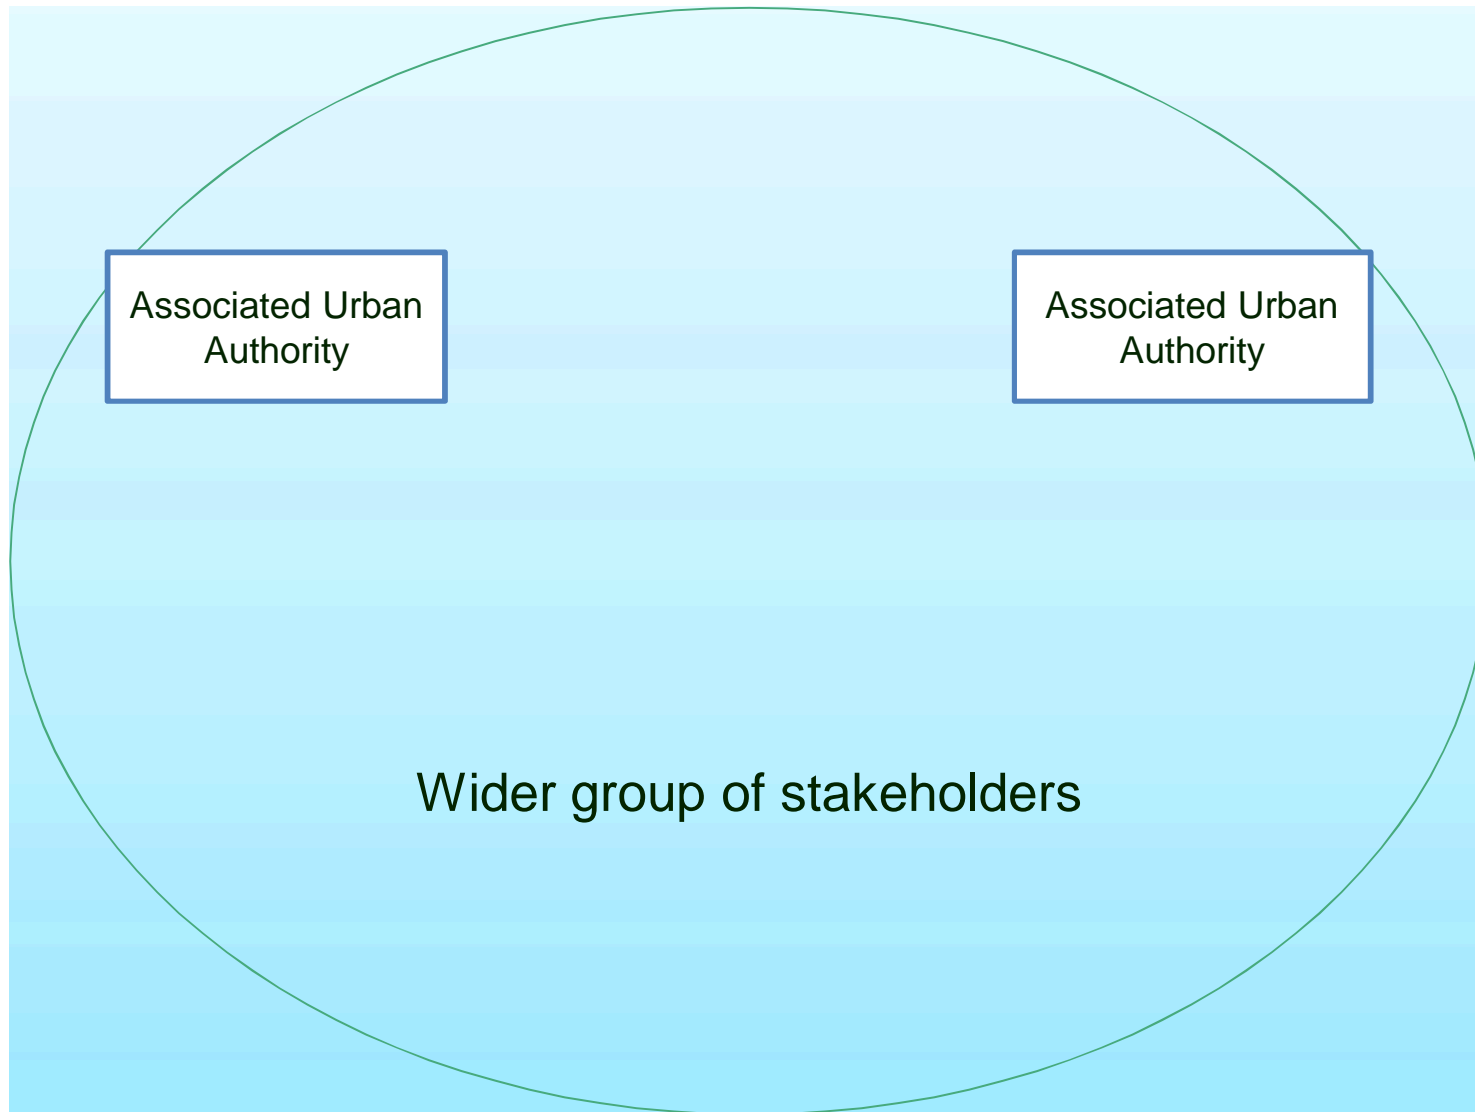 Associated Urban
Authority
Associated Urban
Authority
Wider group of stakeholders